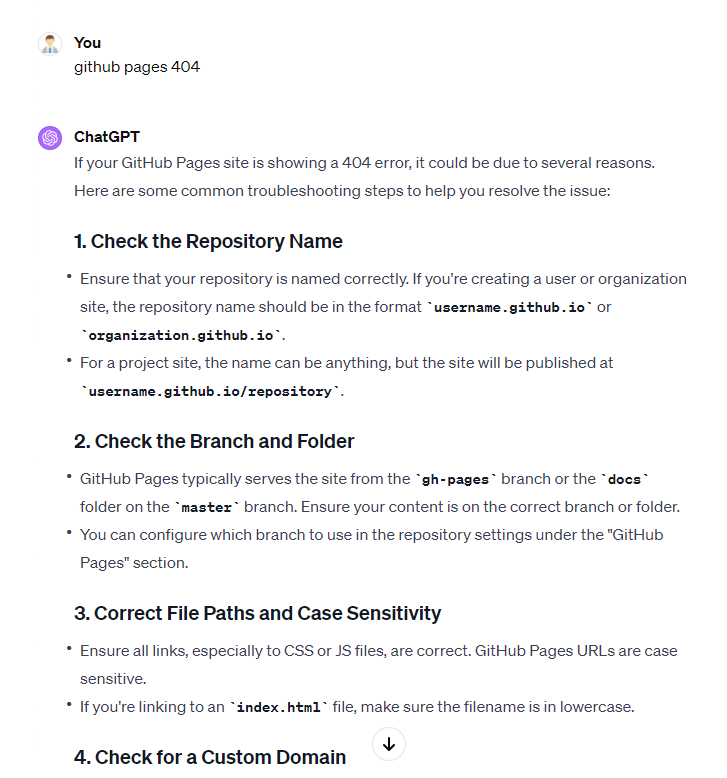 You
github pages 404
ChatGPT
If your GitHub Pages site is showing a 404 error, it could be due to several reasons.
Here are some common troubleshooting steps to help you resolve the issue:
1. Check the Repository Name
• Ensure that your repository is named correctly. If you're creating a user or organization
site, the repository name should be in the format `username.github.io` or
`organization.github.io`.
• For a project site, the name can be anything, but the site will be published at
`username.github.io/repository`.
2. Check the Branch and Folder
• GitHub Pages typically serves the site from the `gh-pages` branch or the `docs`
folder on the `master` branch. Ensure your content is on the correct branch or folder.
• You can configure which branch to use in the repository settings under the "GitHub
Pages" section.
3. Correct File Paths and Case Sensitivity
• Ensure all links, especially to CSS or JS files, are correct. GitHub Pages URLs are case
sensitive.
• If you're linking to an `index.html` file, make sure the filename is in lowercase.
4. Check for a Custom Domain